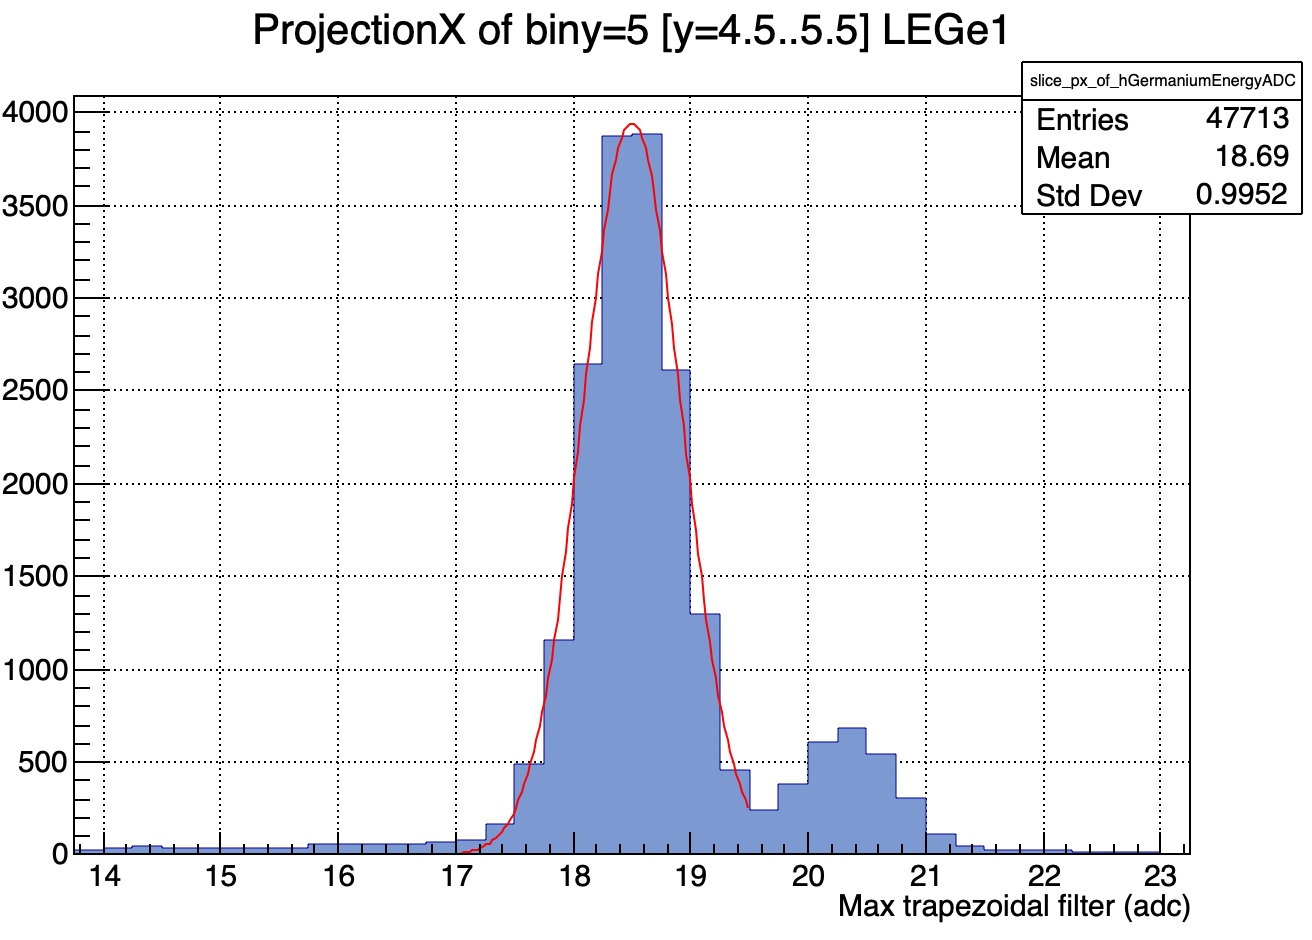 ProjectionX of biny=5 [y=4.5..5.5] LEGe1
slice_px_of_hGermaniumEnergyADC
Entries 47713
Mean 18.69
Std Dev 0.9952
4000
3500
3000
2500
2000
1500
1000
500
0
14 15 16 17 18 19 20 21 22 23
Max trapezoidal filter (adc)